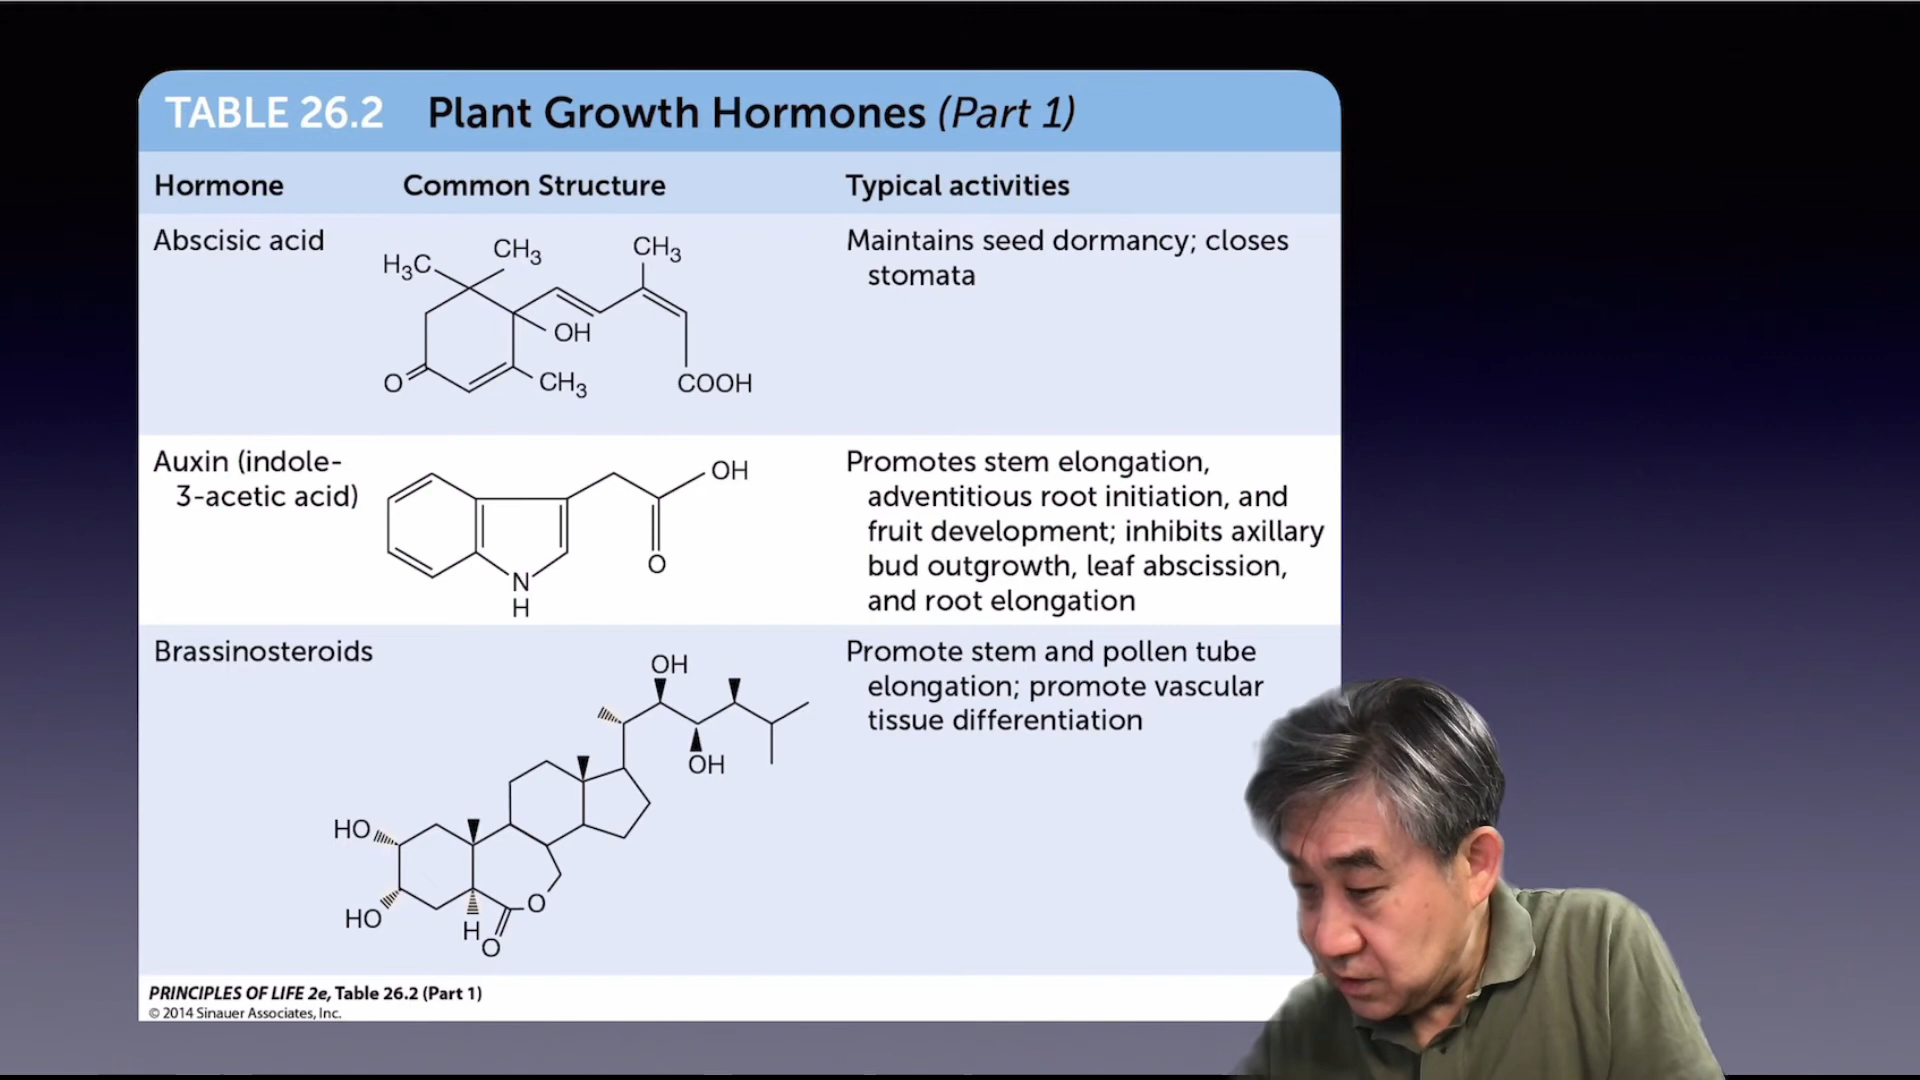 TABLE 26.2 Plant Growth Hormones (Part 1)
Hormone Common Structure Typical activities
Abscisic acid
H₃C CH₃ CH₃
OH
O CH₃ COOH
Maintains seed dormancy; closes
stomata
Auxin (indole-
3-acetic acid)
OH
O
N
H
Promotes stem elongation,
adventitious root initiation, and
fruit development; inhibits axillary
bud outgrowth, leaf abscission,
and root elongation
Brassinosteroids
OH
OH
HO
HO
H
O
O
Promote stem and pollen tube
elongation; promote vascular
tissue differentiation
PRINCIPLES OF LIFE 2e, Table 26.2 (Part 1)
© 2014 Sinauer Associates, Inc.